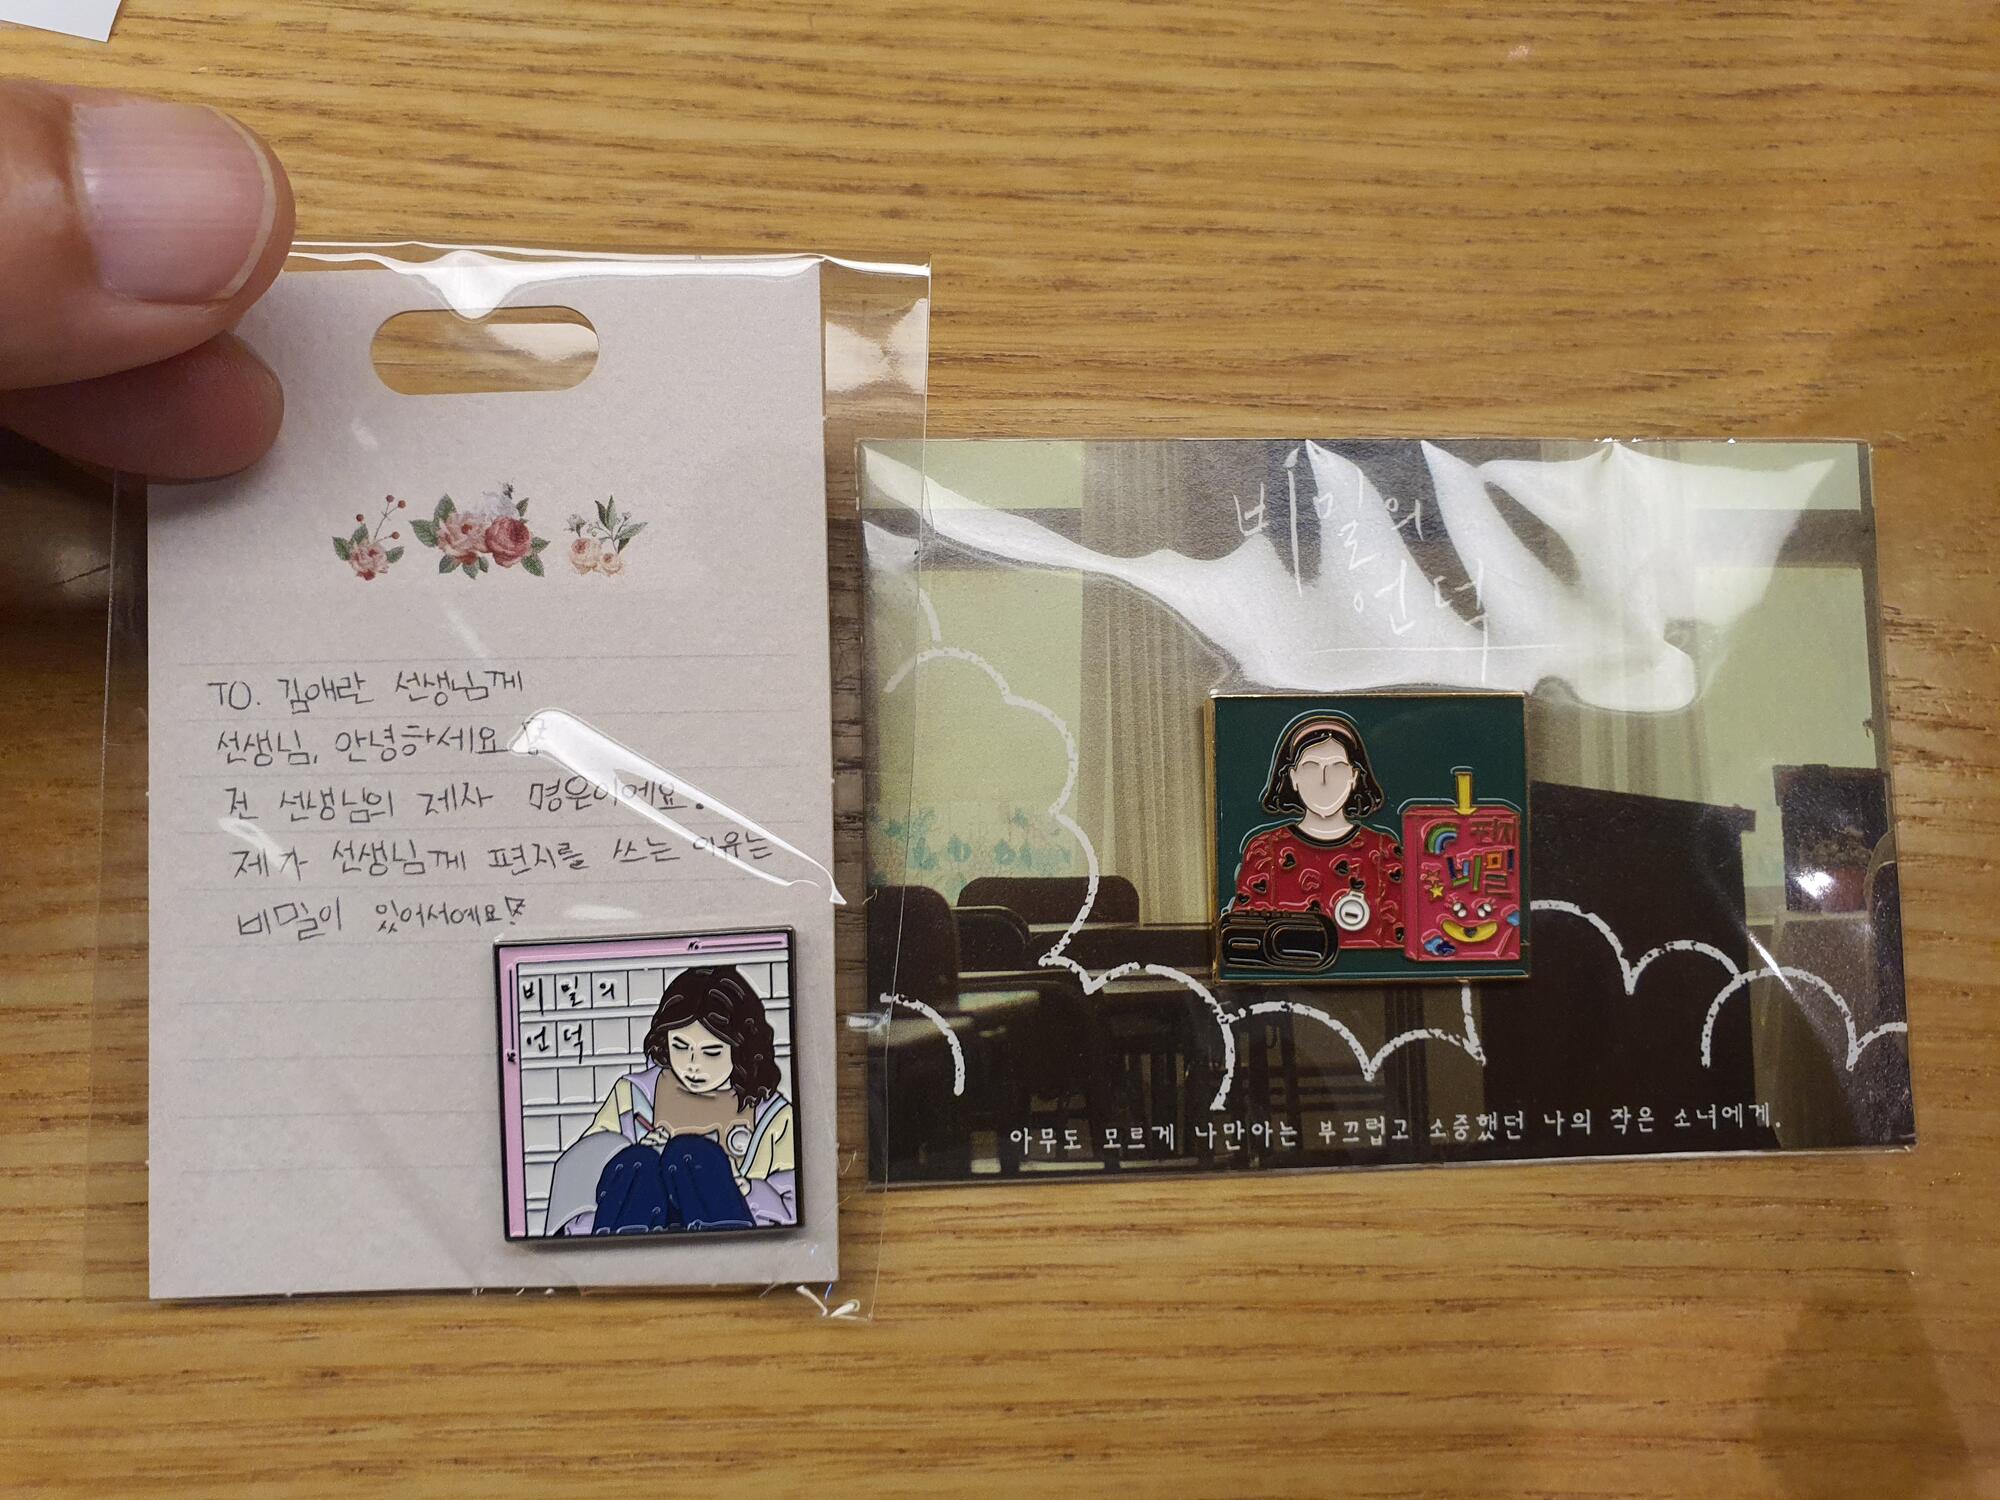 TO. 김애란 선생님께
선생님, 안녕하세요
전 선생님의 제자 명은이에요.
제가 선생님께 편지를 쓰는 이유는
비밀이 있어서예요!
비밀의
언덕
비밀의
언덕
비밀
아무도 모르게 나만아는 부끄럽고 소중했던 나의 작은 소녀에게.